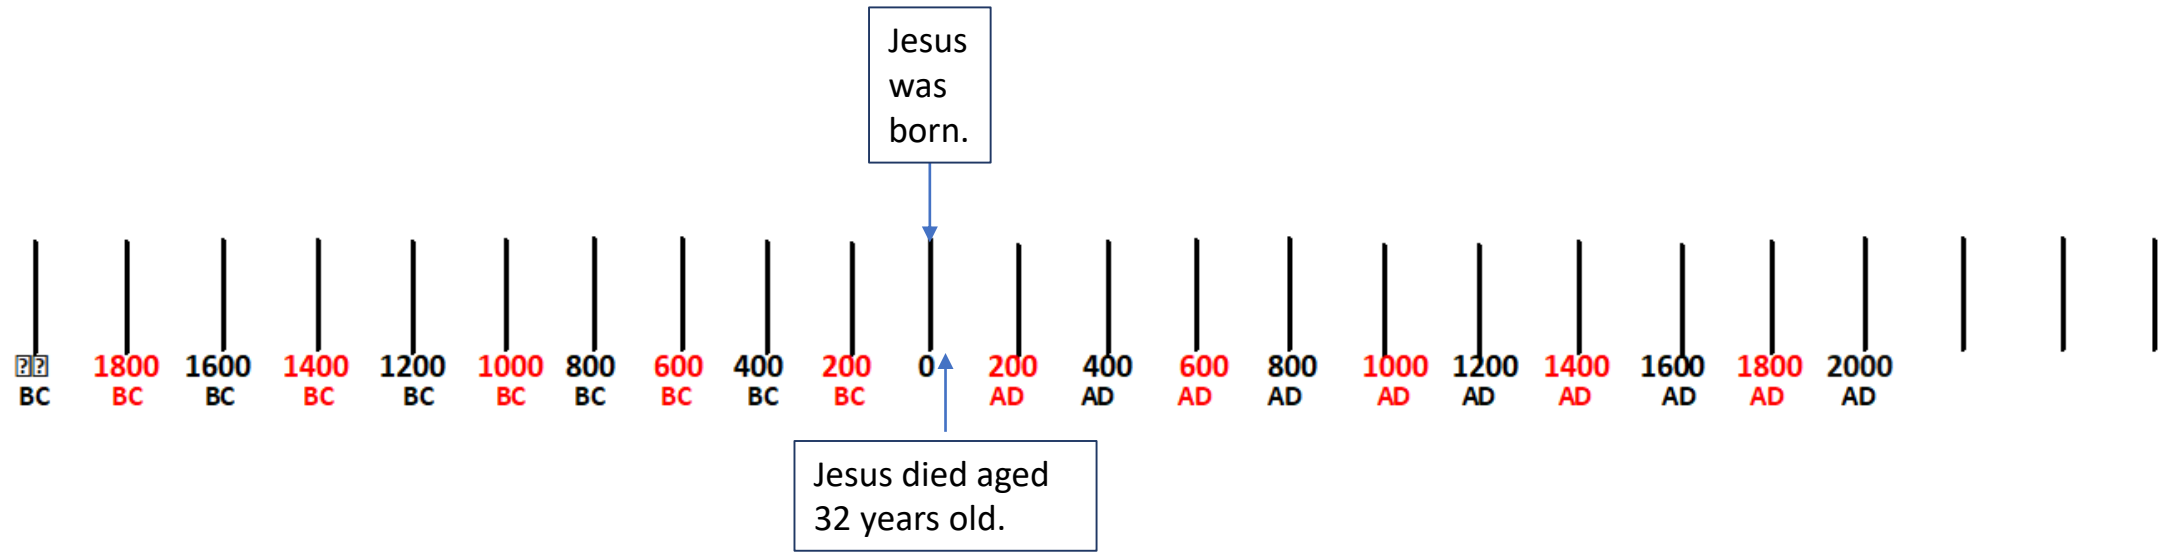 Jesus
was
born.
1800 1600 1400 1200 1000 800 600 400 200 0 200 400 600 800 1000 1200 1400 1600 1800 2000
BC BC BC BC BC BC BC BC BC BC AD AD AD AD AD AD AD AD AD AD
Jesus died aged
32 years old.